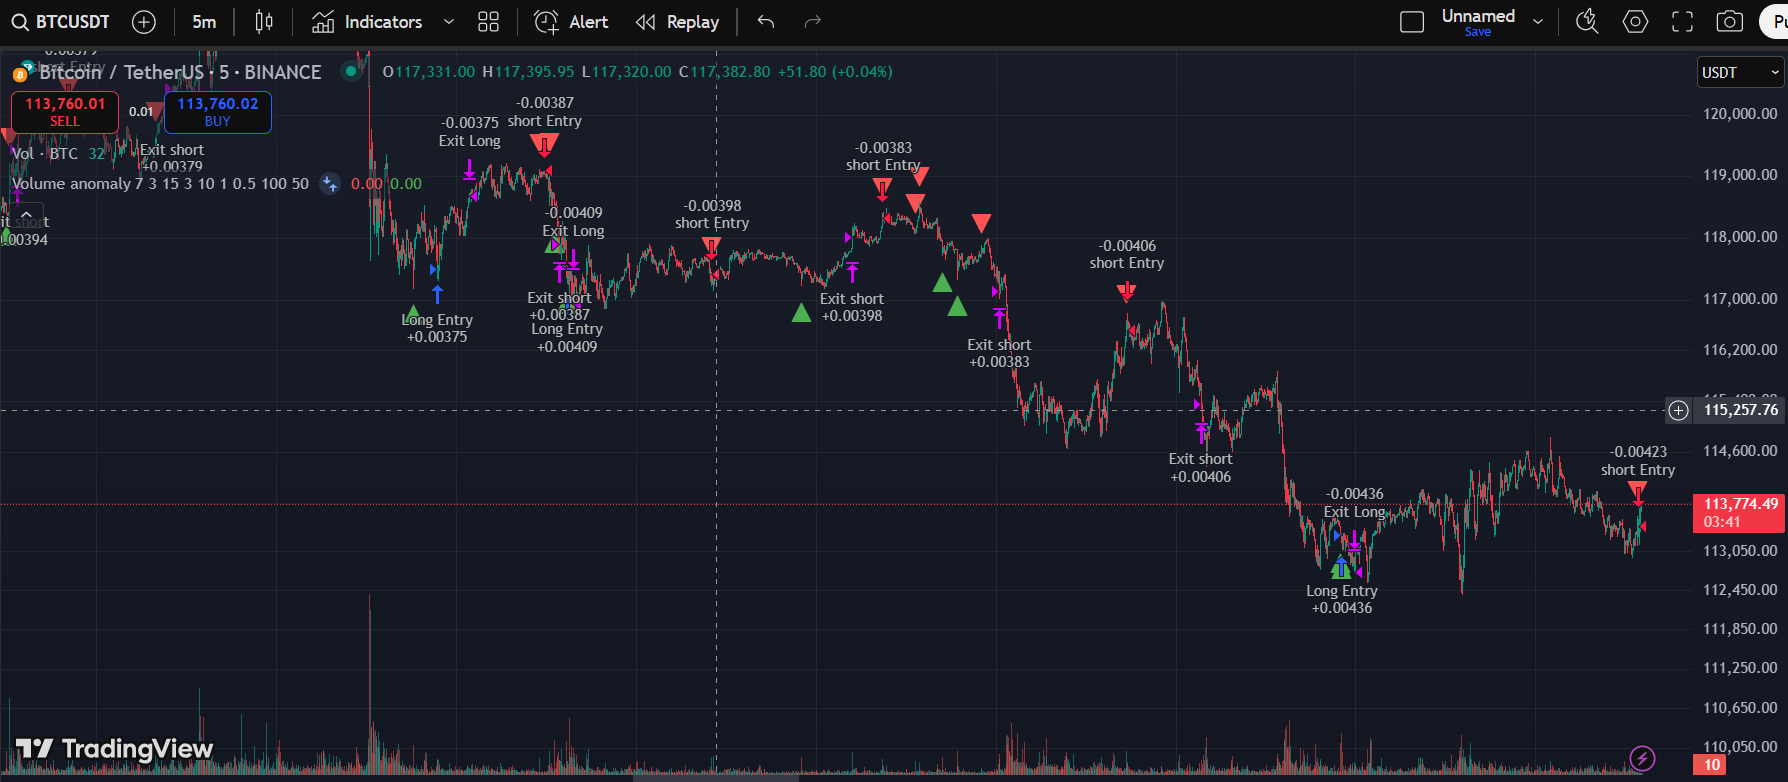 BTCUSDT
5m
Indicators
Alert
Replay
Unnamed
Save
Bitcoin / TetherUS · 5 · BINANCE
O117,331.00 H117,395.95 L117,320.00 C117,382.80 +51.80 (+0.04%)
USDT
113,760.01
SELL
0.01
113,760.02
BUY
Vol · BTC 32
Volume anomaly 7 3 15 3 10 1 0.5 100 50 0.00 0.00
Exit short
+0.00379
-0.00375
Exit Long
-0.00387
short Entry
-0.00409
Exit Long
-0.00398
short Entry
-0.00383
short Entry
-0.00406
short Entry
Long Entry
+0.00375
Exit short
+0.00387
Long Entry
+0.00409
Exit short
+0.00398
Exit short
+0.00383
Exit short
+0.00406
-0.00436
Exit Long
Long Entry
+0.00436
-0.00423
short Entry
120,000.00
119,000.00
118,000.00
117,000.00
116,200.00
115,257.76
114,600.00
113,774.49
03:41
113,050.00
112,450.00
111,850.00
111,250.00
110,650.00
110,050.00
10
TradingView